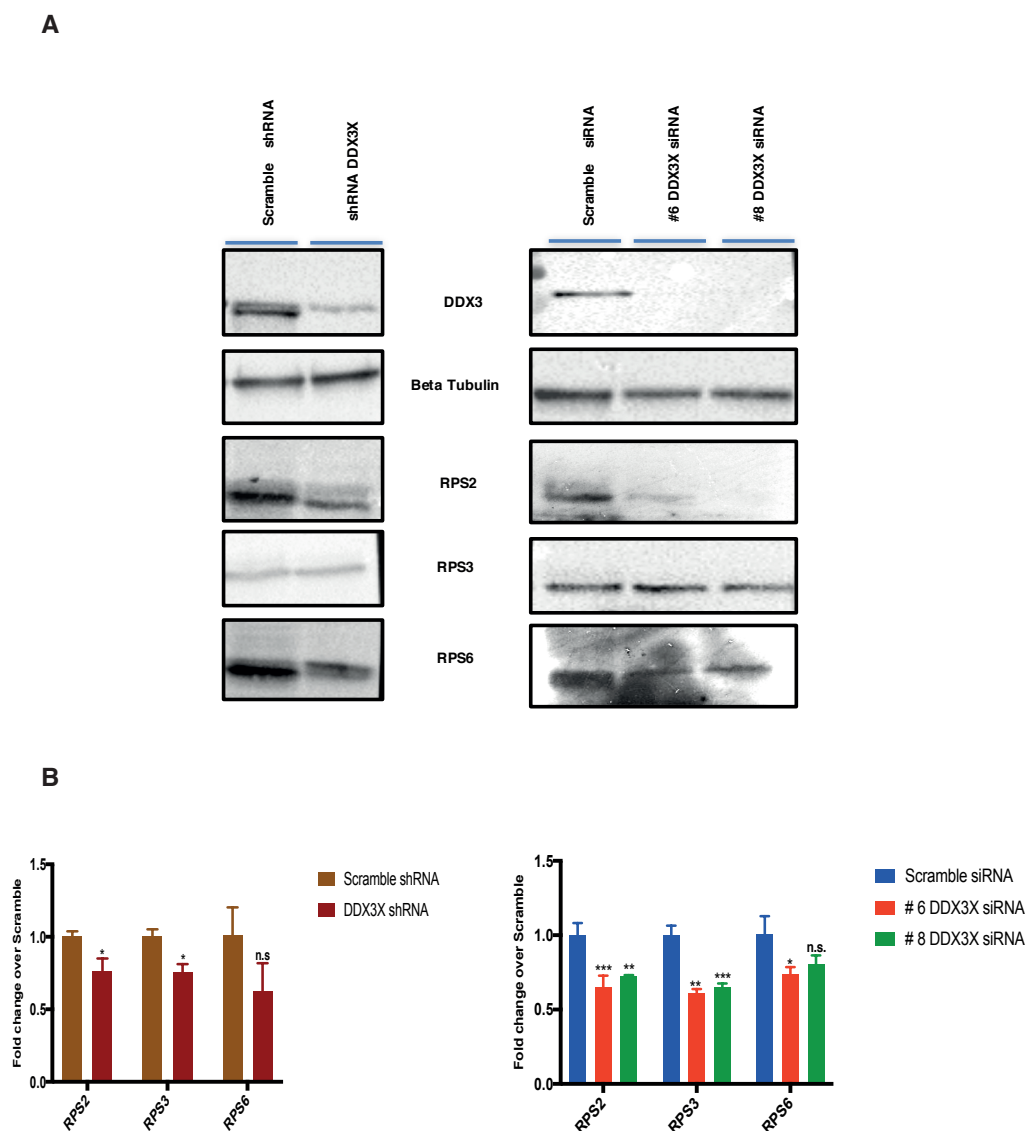 A
Scramble shRNA
shRNA DDX3X
Scramble siRNA
#6 DDX3X siRNA
#8 DDX3X siRNA
DDX3
Beta Tubulin
RPS2
RPS3
RPS6
B
Fold change over Scramble
1.5
1.0
0.5
0.0
*
*
n.s
RPS2
RPS3
RPS6
Scramble shRNA
DDX3X shRNA
Fold change over Scramble
1.5
1.0
0.5
0.0
***
**
**
***
*
n.s.
RPS2
RPS3
RPS6
Scramble siRNA
# 6 DDX3X siRNA
# 8 DDX3X siRNA